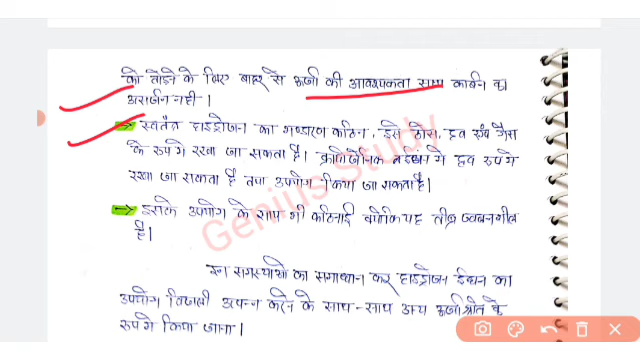 को तोड़ने के लिए बाहर से ऊर्जा की आवश्यकता साथ कार्बन का
उत्सर्जन नहीं।
स्वतंत्र हाइड्रोजन का भण्डारण कठिन, इसे ठोस, द्रव एवं गैस
के रूप मे रखा जा सकता है। क्रायोजेनिक में द्रव रूप मे
रखा जा सकता है तथा उपयोग किया जा सकता है।
इसके उपयोग के साथ भी कठिनाई क्योकि यह तीव्र ज्वलनशील
है।
इन समस्याओ का समाधान कर हाइड्रोजन ईंधन का
उपयोग बिजली उत्पन्न करने के साथ-साथ अन्य ऊर्जा स्रोत के
रूप मे किया जाना।
Genius Study